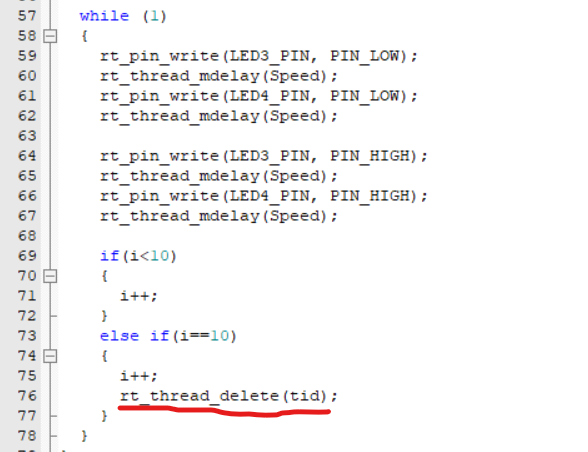 57 while (1)
58 {
59 rt_pin_write(LED3_PIN, PIN_LOW);
60 rt_thread_mdelay(Speed);
61 rt_pin_write(LED4_PIN, PIN_LOW);
62 rt_thread_mdelay(Speed);
63
64 rt_pin_write(LED3_PIN, PIN_HIGH);
65 rt_thread_mdelay(Speed);
66 rt_pin_write(LED4_PIN, PIN_HIGH);
67 rt_thread_mdelay(Speed);
68
69 if(i<10)
70 {
71 i++;
72 }
73 else if(i==10)
74 {
75 i++;
76 rt_thread_delete(tid);
77 }
78 }